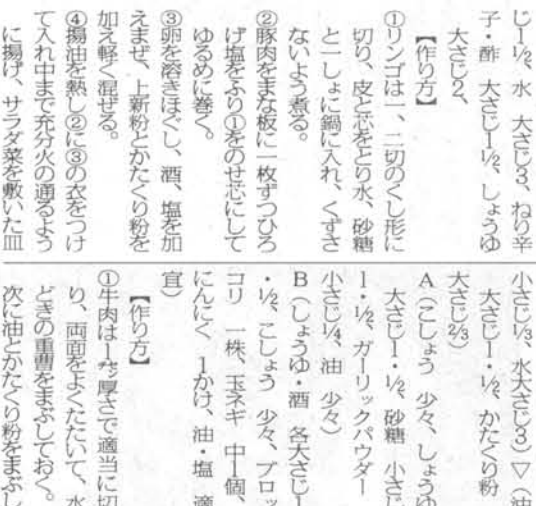 じ1½、水 大さじ3、ねり辛
子・酢 大さじ1½、しょうゆ
大さじ2、
【作り方】
①リンゴは一、二切のくし形に
切り、皮と芯をとり水、砂糖
と一しょに鍋に入れ、くずさ
ないよう煮る。
②豚肉をまな板に一枚ずつひろ
げ塩をふり①をのせ芯にして
ゆるめに巻く。
③卵を溶きほぐし、酒、塩を加
えまぜ、上新粉とかたくり粉を
加え軽く混ぜる。
④揚油を熱し②に③の衣をつけ
て入れ中まで充分火の通るよう
に揚げ、サラダ菜を敷いた皿
小さじ⅓、水大さじ3）▽（油
大さじ1・½、かたくり粉
大さじ⅔）
A（こしょう 少々、しょうゆ
大さじ1・½、砂糖 小さじ
1・½、ガーリックパウダー
小さじ¼、油 少々）
B（しょうゆ・酒 各大さじ1
・½、こしょう 少々、ブロッ
コリ 一株、玉ネギ 中1個、
にんにく 1かけ、油・塩 適
宜）
【作り方】
①牛肉は1㌢厚さで適当に切
り、両面をよくたたいて、水
どきの重曹をまぶしておく。
次に油とかたくり粉をまぶし